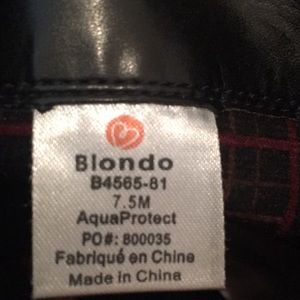 Blondo
B4565-81
7.5M
AquaProtect
PO#: 800035
Fabriqué en Chine
Made in China